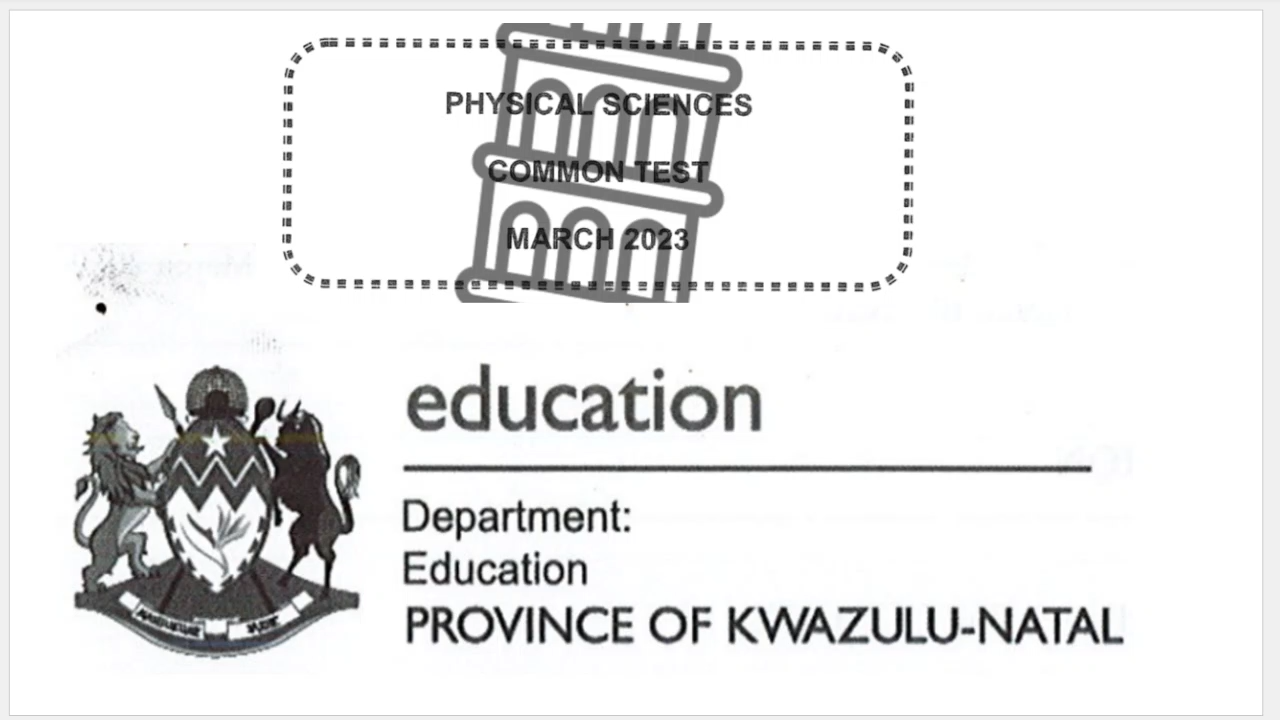 PHYSICAL SCIENCES
COMMON TEST
MARCH 2023
education
Department:
Education
PROVINCE OF KWAZULU-NATAL